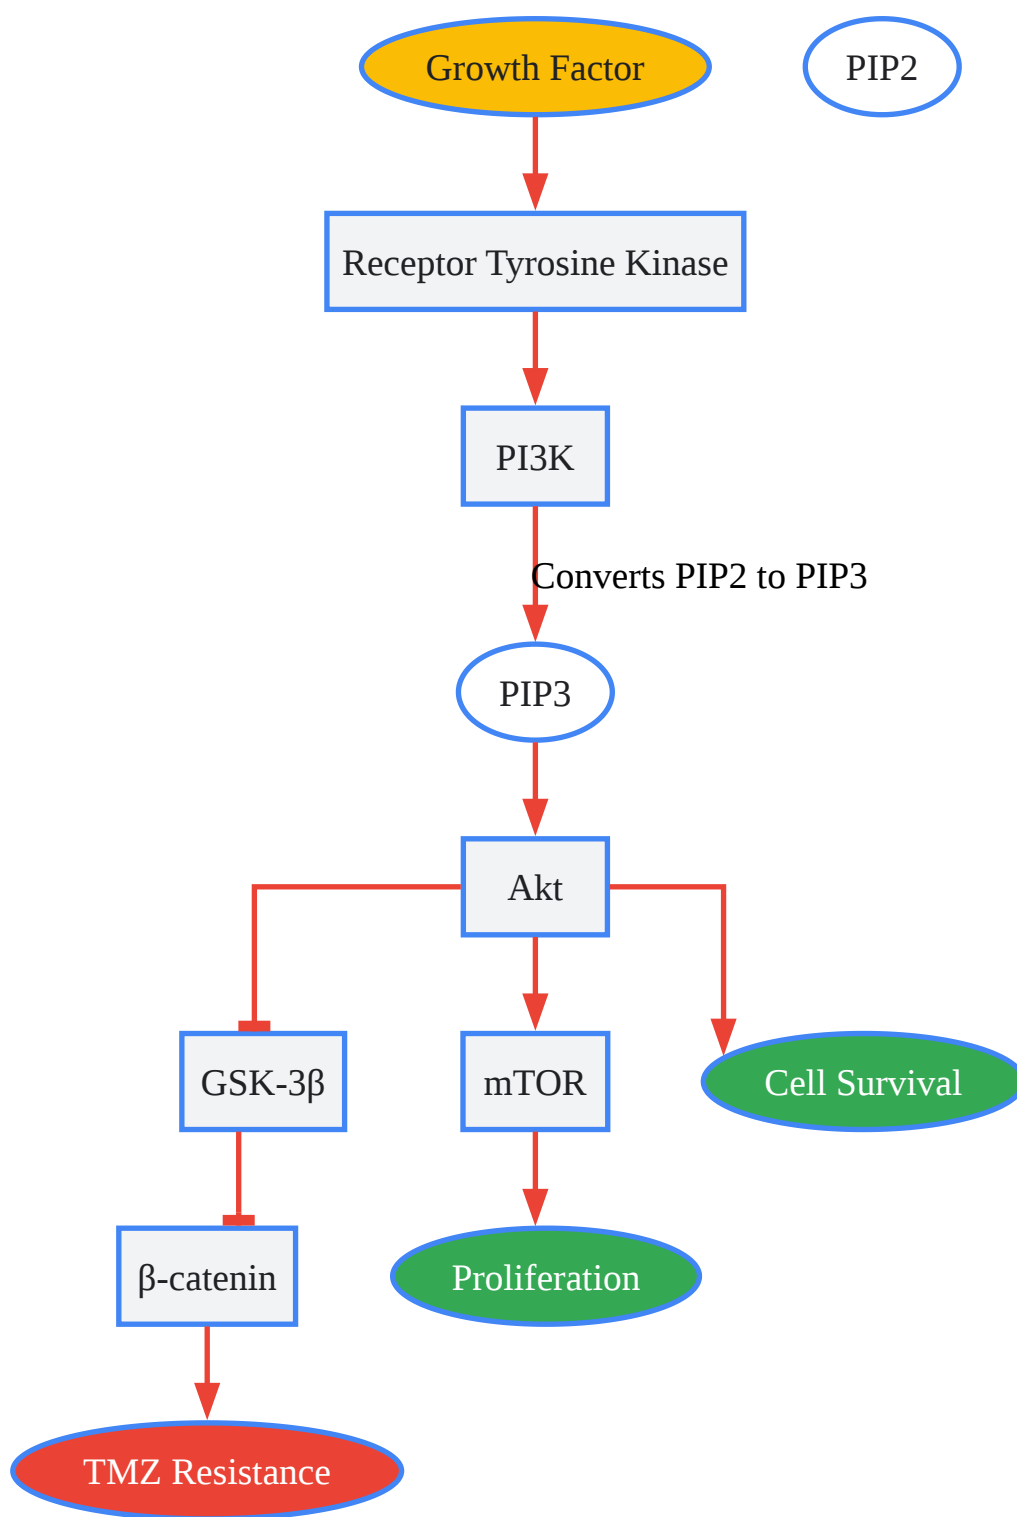 Growth Factor
PIP2
Receptor Tyrosine Kinase
PI3K
Converts PIP2 to PIP3
PIP3
Akt
GSK-3β
mTOR
Cell Survival
β-catenin
Proliferation
TMZ Resistance